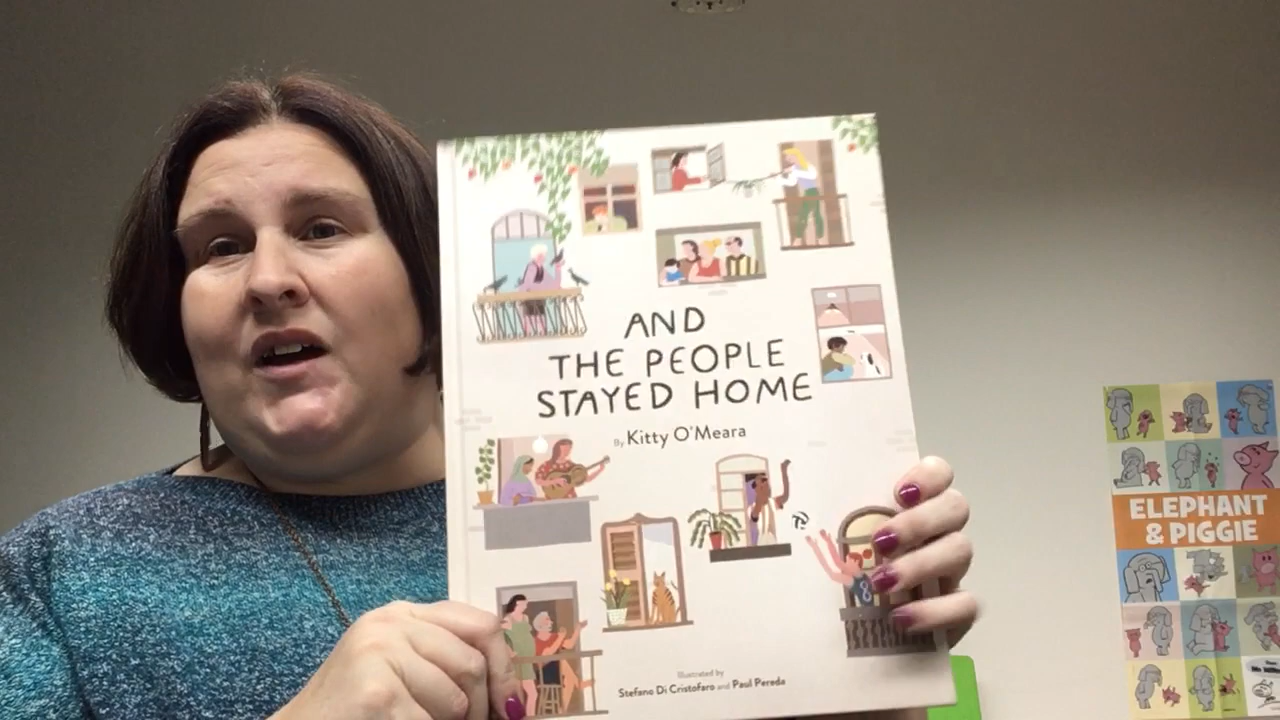 AND
THE PEOPLE
STAYED HOME
By Kitty O'Meara
Illustrated by
Stefano Di Cristofaro and Paul Pereda
ELEPHANT
& PIGGIE